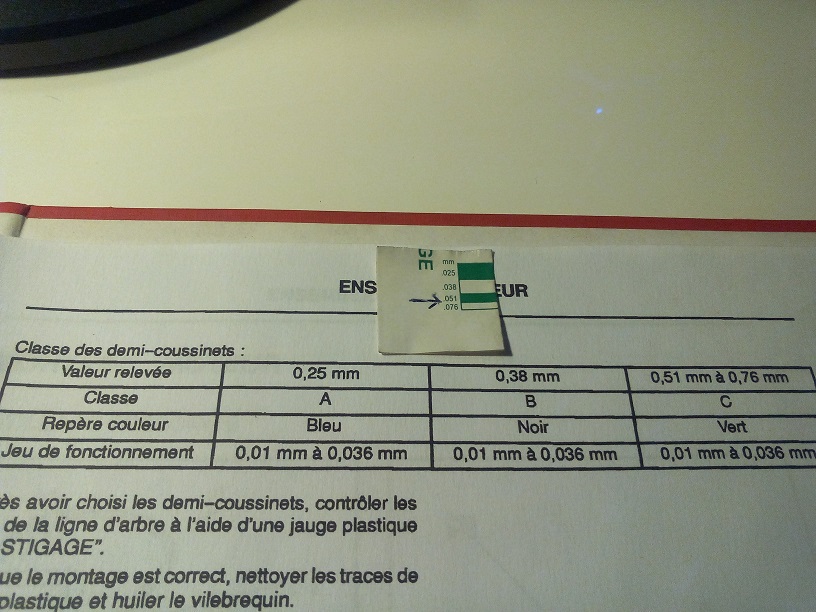 GE
mm
.025
.038
.051
.076
ENS EUR
Classe des demi–coussinets :
Valeur relevée 0,25 mm 0,38 mm 0,51 mm à 0,76 mm
Classe A B C
Repère couleur Bleu Noir Vert
Jeu de fonctionnement 0,01 mm à 0,036 mm 0,01 mm à 0,036 mm 0,01 mm à 0,036 mm
ès avoir choisi les demi–coussinets, contrôler les
de la ligne d'arbre à l'aide d'une jauge plastique
STIGAGE".
ue le montage est correct, nettoyer les traces de
plastique et huiler le vilebrequin.